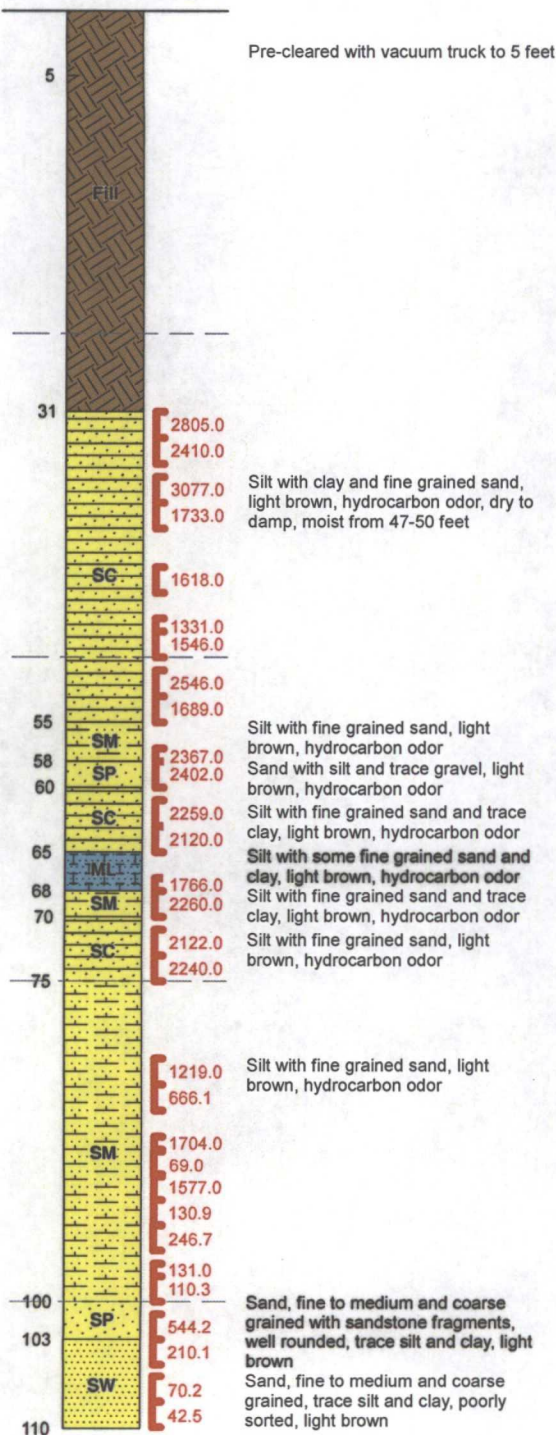 Pre-cleared with vacuum truck to 5 feet
5
Fill
31
2805.0
2410.0
3077.0
1733.0
Silt with clay and fine grained sand,
light brown, hydrocarbon odor, dry to
damp, moist from 47-50 feet
SC
1618.0
1331.0
1546.0
2546.0
1689.0
55
Silt with fine grained sand, light
brown, hydrocarbon odor
SM
58
2367.0
2402.0
Sand with silt and trace gravel, light
brown, hydrocarbon odor
SP
60
SC
2259.0
2120.0
Silt with fine grained sand and trace
clay, light brown, hydrocarbon odor
65
Silt with some fine grained sand and
clay, light brown, hydrocarbon odor
ML
68
1766.0
2260.0
Silt with fine grained sand and trace
clay, light brown, hydrocarbon odor
SM
70
2122.0
2240.0
Silt with fine grained sand, light
brown, hydrocarbon odor
SC
75
1219.0
666.1
Silt with fine grained sand, light
brown, hydrocarbon odor
SM
1704.0
69.0
1577.0
130.9
246.7
131.0
110.3
100
Sand, fine to medium and coarse
grained with sandstone fragments,
well rounded, trace silt and clay, light
brown
SP
544.2
103
210.1
SW
70.2
42.5
Sand, fine to medium and coarse
grained, trace silt and clay, poorly
sorted, light brown
110